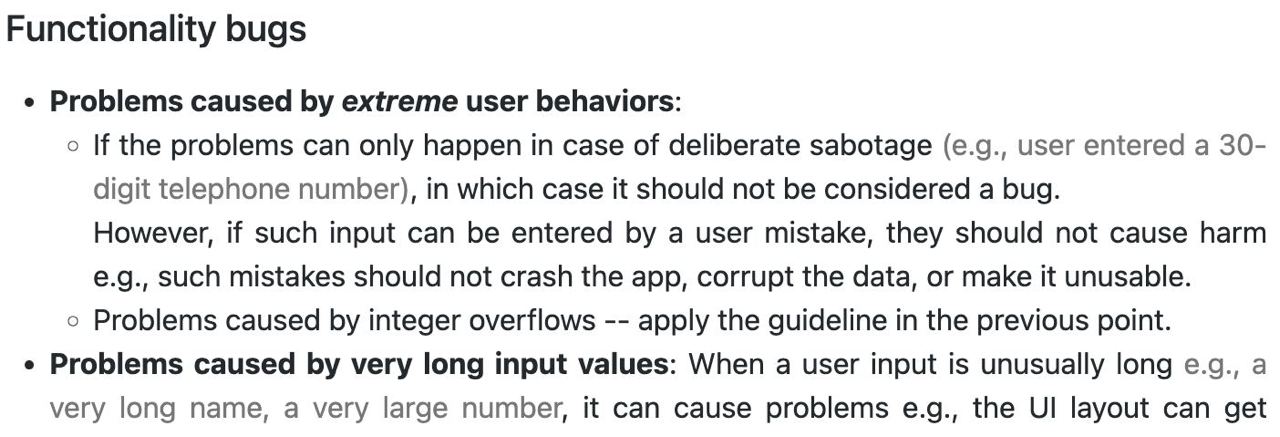 Functionality bugs
• Problems caused by extreme user behaviors:
◦ If the problems can only happen in case of deliberate sabotage (e.g., user entered a 30-
digit telephone number), in which case it should not be considered a bug.
However, if such input can be entered by a user mistake, they should not cause harm
e.g., such mistakes should not crash the app, corrupt the data, or make it unusable.
◦ Problems caused by integer overflows -- apply the guideline in the previous point.
• Problems caused by very long input values: When a user input is unusually long e.g., a
very long name, a very large number, it can cause problems e.g., the UI layout can get